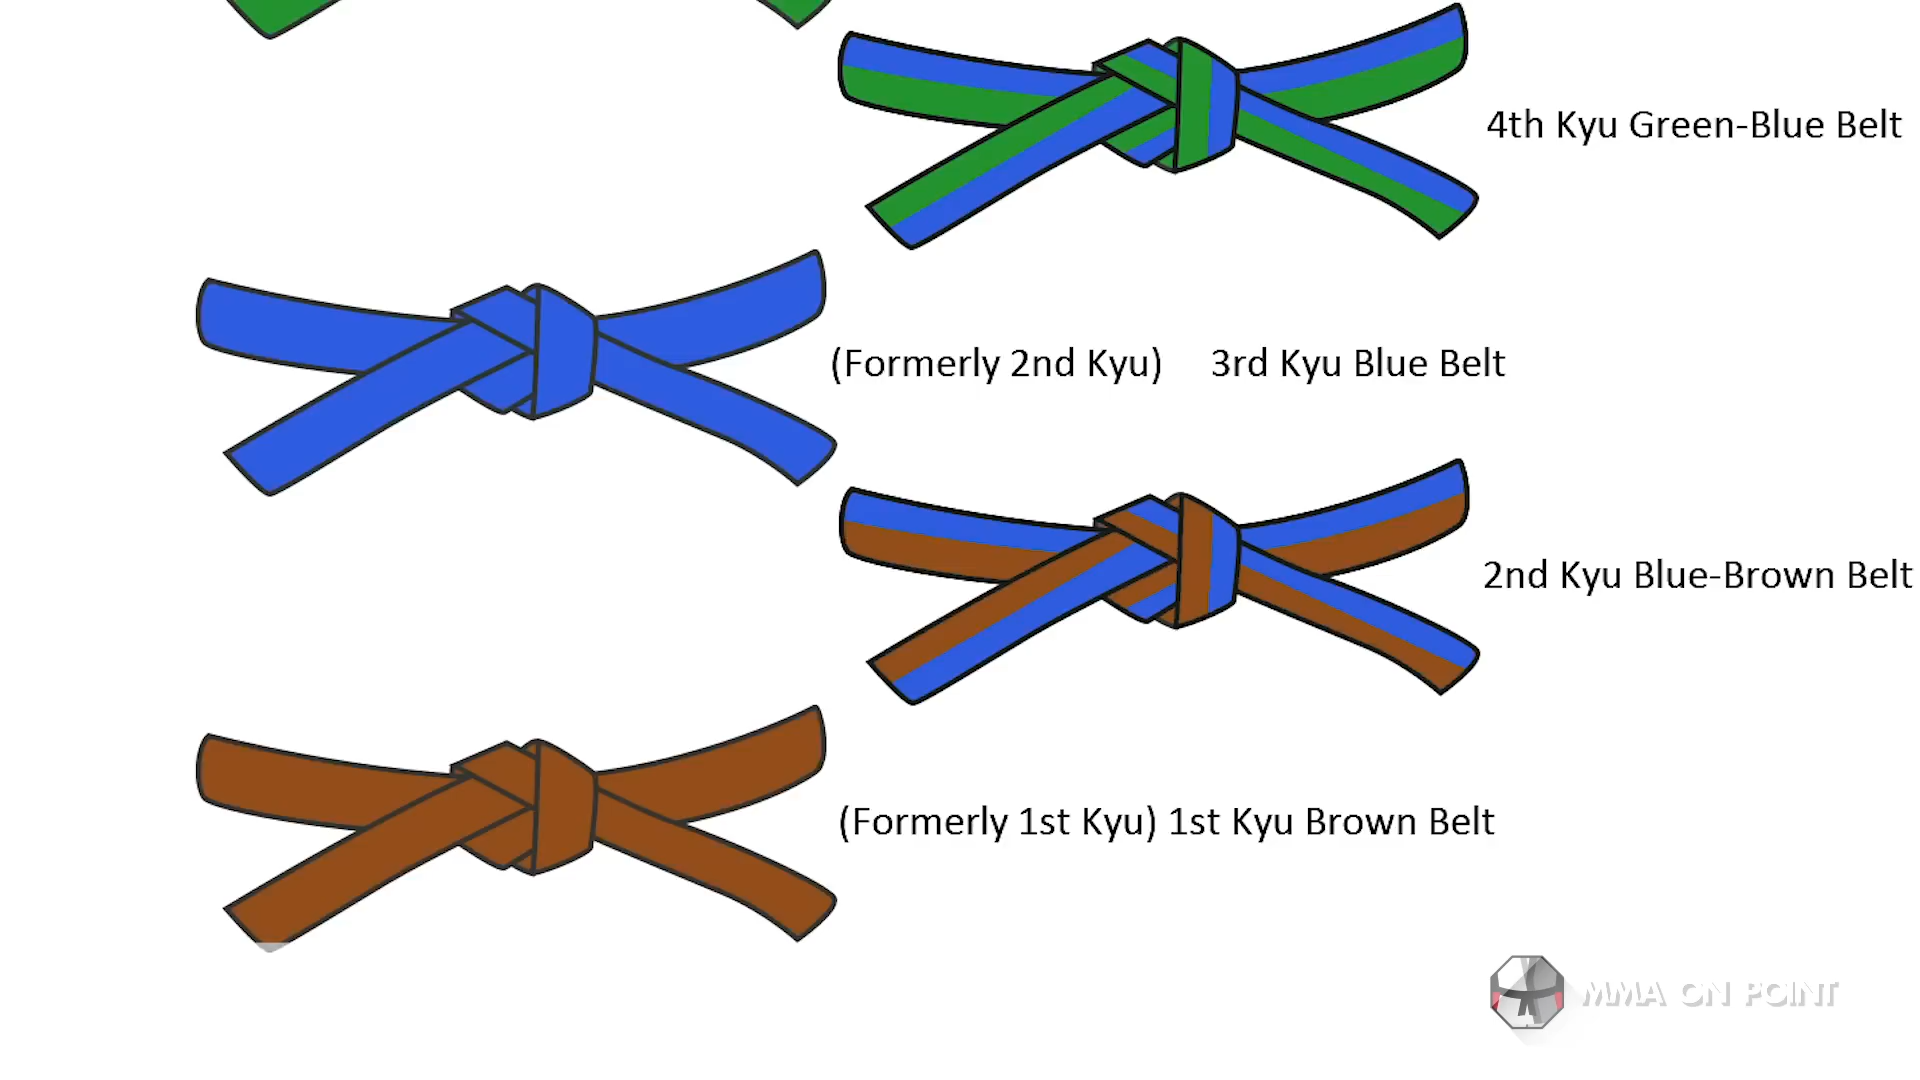 4th Kyu Green-Blue Belt
(Formerly 2nd Kyu) 3rd Kyu Blue Belt
2nd Kyu Blue-Brown Belt
(Formerly 1st Kyu) 1st Kyu Brown Belt
MMA ON POINT